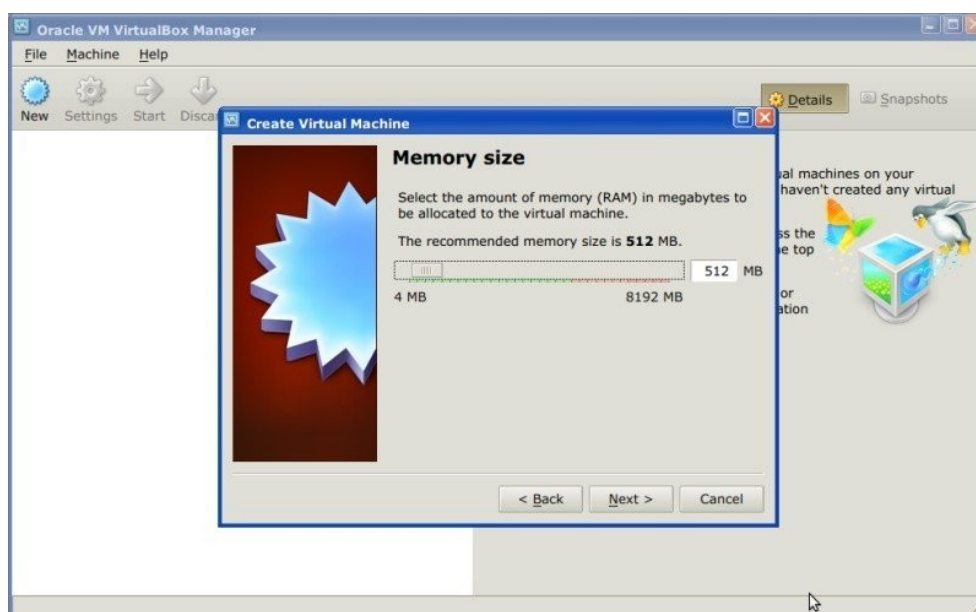 Oracle VM VirtualBox Manager
File Machine Help
New Settings Start Discar
Details Snapshots
Create Virtual Machine
Memory size
Select the amount of memory (RAM) in megabytes to
be allocated to the virtual machine.
The recommended memory size is 512 MB.
512 MB
4 MB 8192 MB
< Back Next > Cancel
ual machines on your
haven't created any virtual
ss the
e top
or
ation